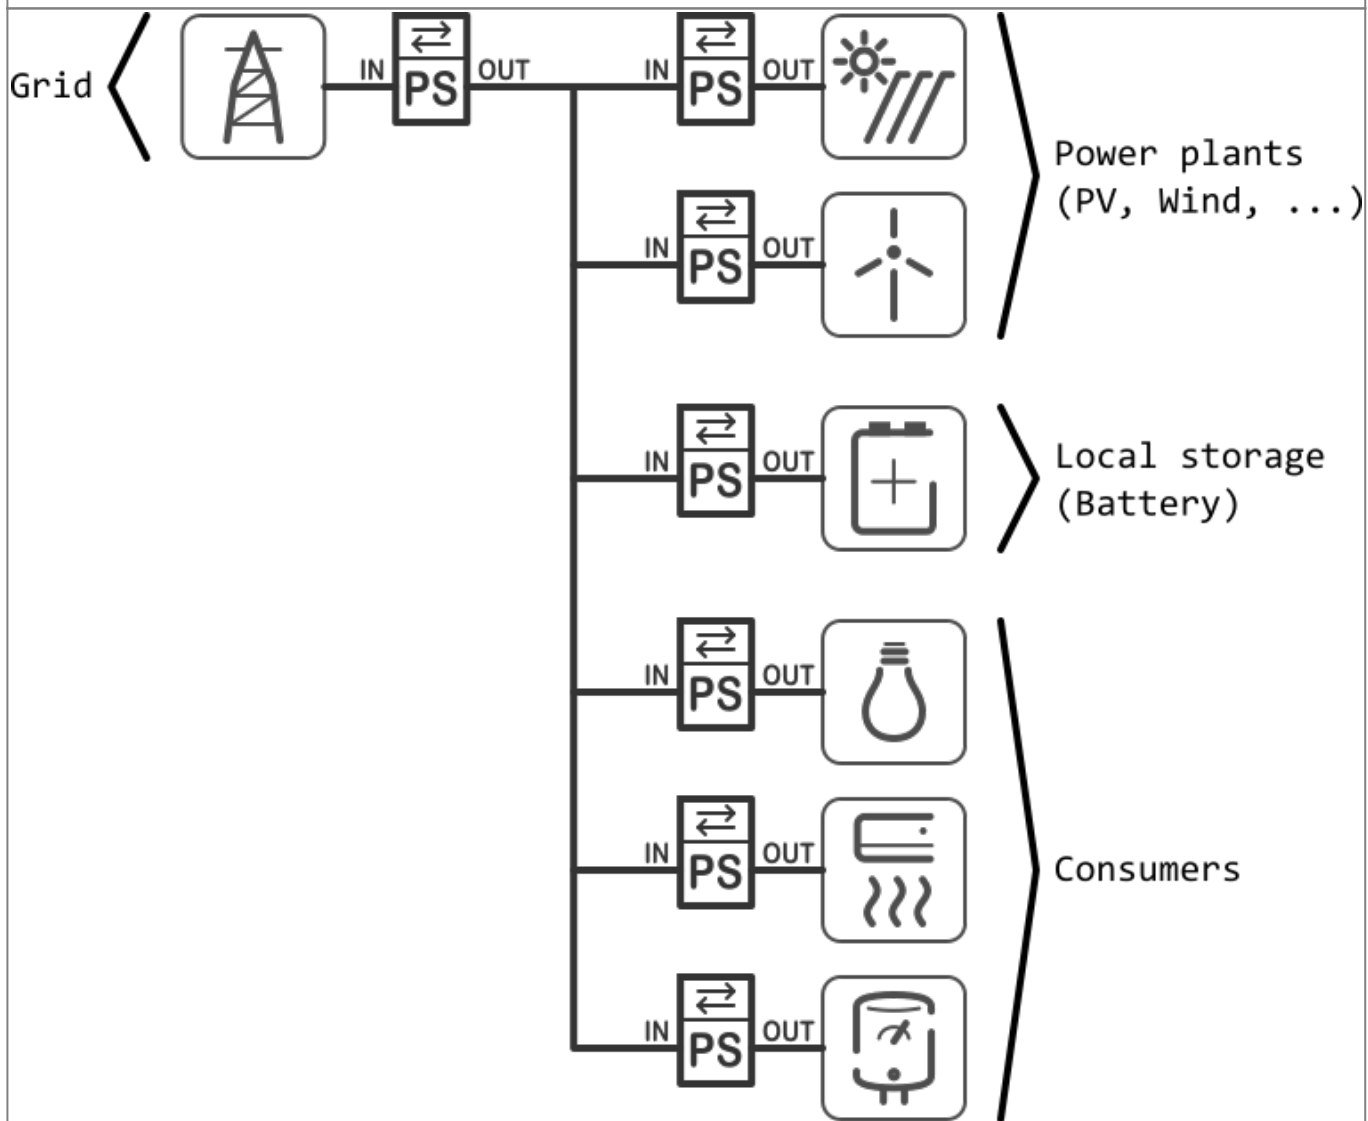 Grid
IN PS OUT
IN PS OUT
Power plants
(PV, Wind, ...)
IN PS OUT
IN PS OUT
Local storage
(Battery)
IN PS OUT
IN PS OUT
Consumers
IN PS OUT